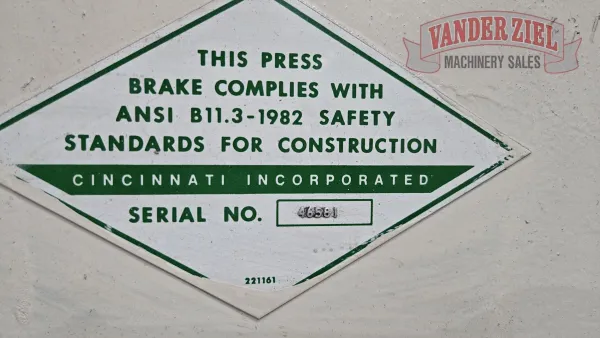 VANDER ZIEL
MACHINERY SALES
THIS PRESS
BRAKE COMPLIES WITH
ANSI B11.3-1982 SAFETY
STANDARDS FOR CONSTRUCTION
CINCINNATI INCORPORATED
SERIAL NO. 46581
221161